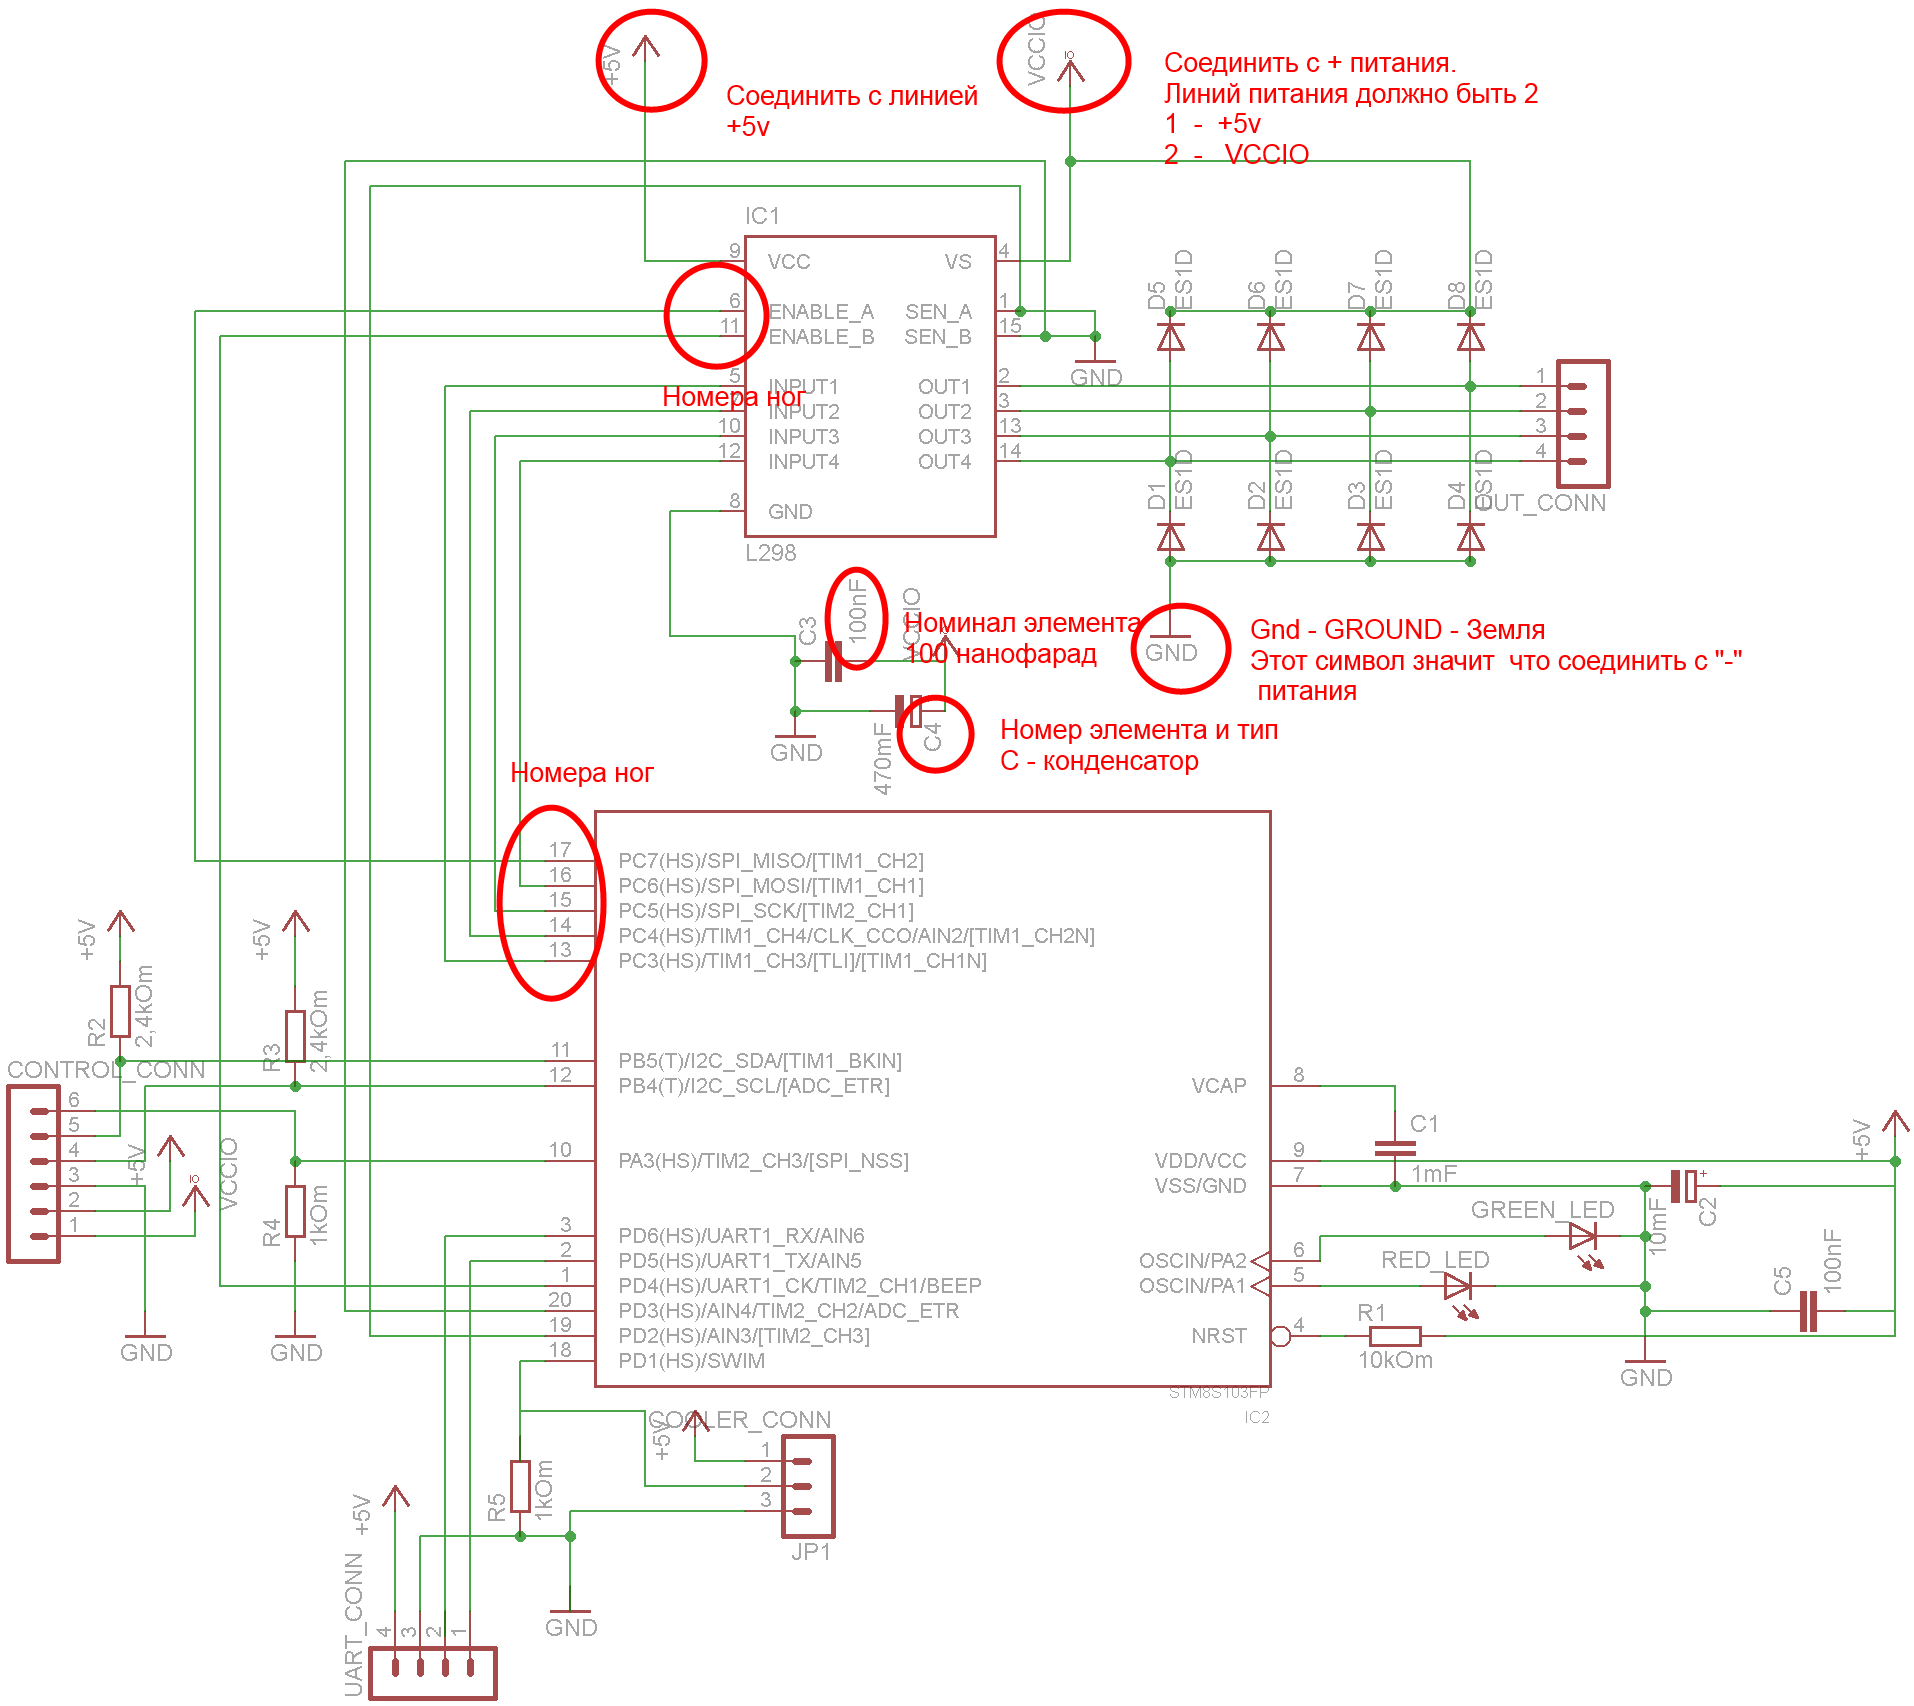 +5V
Соединить с линией
+5v
VCCIO
IO
Соединить с + питания.
Линий питания должно быть 2
1 - +5v
2 - VCCIO
IC1
9 VCC
VS 4
6 ENABLE_A
SEN_A 1
11 ENABLE_B
SEN_B 15
GND
5 INPUT1
OUT1 2
Номера ног
INPUT2
OUT2 3
10 INPUT3
OUT3 13
12 INPUT4
OUT4 14
8 GND
L298
D5 ES1D
D6 ES1D
D7 ES1D
D8 ES1D
1
2
3
4
OUT_CONN
D1 ES1D
D2 ES1D
D3 ES1D
D4 ES1D
C3
100nF
VCCIO
Номинал элемента
100 нанофарад
GND
Gnd - GROUND - Земля
Этот символ значит что соединить с "-"
питания
470mF
C4
GND
Номер элемента и тип
С - конденсатор
Номера ног
17 PC7(HS)/SPI_MISO/[TIM1_CH2]
16 PC6(HS)/SPI_MOSI/[TIM1_CH1]
15 PC5(HS)/SPI_SCK/[TIM2_CH1]
14 PC4(HS)/TIM1_CH4/CLK_CCO/AIN2/[TIM1_CH2N]
13 PC3(HS)/TIM1_CH3/[TLI]/[TIM1_CH1N]
+5V
+5V
R2
2,4kOm
R3
2,4kOm
11 PB5(T)/I2C_SDA/[TIM1_BKIN]
12 PB4(T)/I2C_SCL/[ADC_ETR]
CONTROL_CONN
6
5
4
3
2
1
+5V
IO
VCCIO
R4
1kOm
GND
GND
10 PA3(HS)/TIM2_CH3/[SPI_NSS]
3 PD6(HS)/UART1_RX/AIN6
2 PD5(HS)/UART1_TX/AIN5
1 PD4(HS)/UART1_CK/TIM2_CH1/BEEP
20 PD3(HS)/AIN4/TIM2_CH2/ADC_ETR
19 PD2(HS)/AIN3/[TIM2_CH3]
18 PD1(HS)/SWIM
VCAP 8
VDD/VCC 9
VSS/GND 7
OSCIN/PA2 6
OSCIN/PA1 5
NRST 4
C1
1mF
+5V
GREEN_LED
RED_LED
10mF
+
C2
C5
100nF
R1
10kOm
GND
STM8S103FP
IC2
COOLER_CONN
+5V
1
2
3
JP1
R5
1kOm
+5V
GND
UART_CONN
4
3
2
1